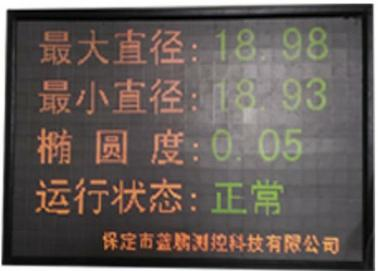 最大直径:18.98
最小直径:18.93
椭圆度:0.05
运行状态:正常
保定市蓝鹏测控科技有限公司